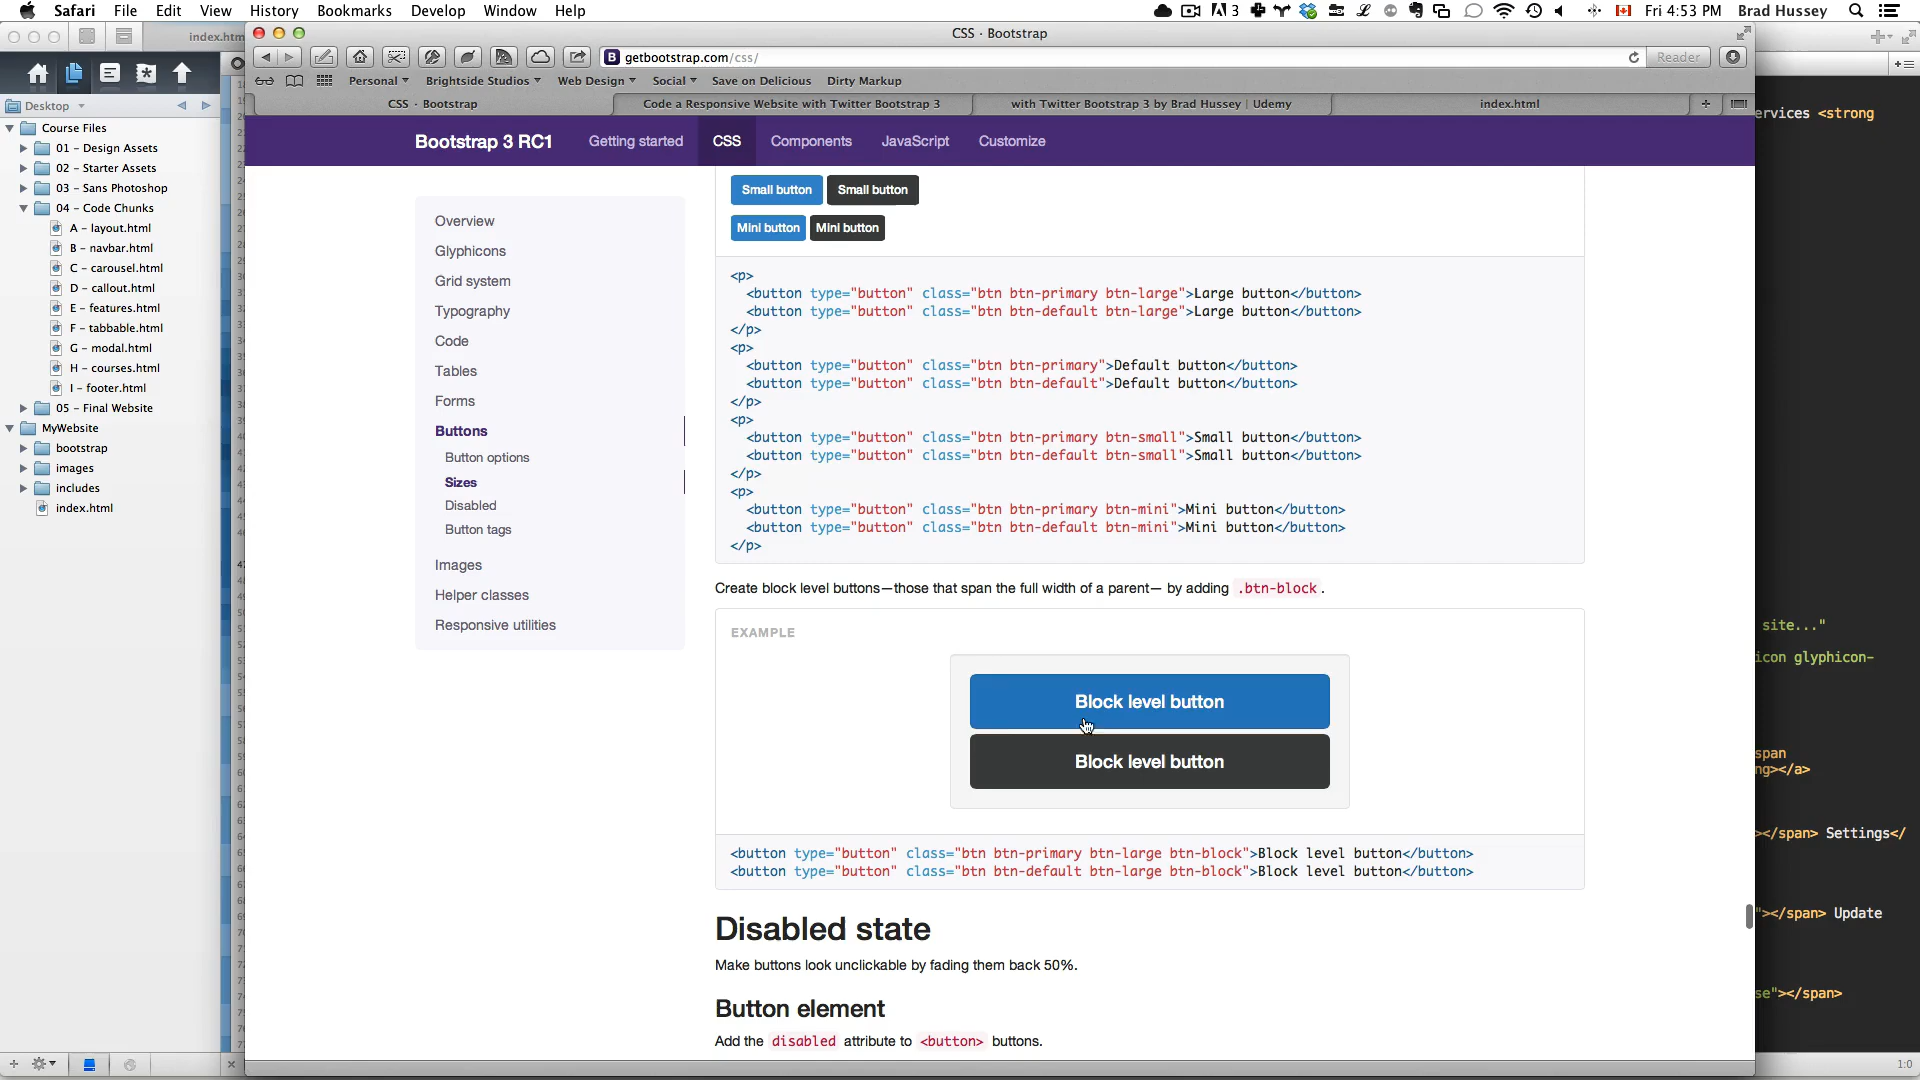 Safari File Edit View History Bookmarks Develop Window Help
3 Fri 4:53 PM Brad Hussey
index.htm
CSS · Bootstrap
getbootstrap.com/css/
Reader
Personal Brightside Studios Web Design Social Save on Delicious Dirty Markup
CSS · Bootstrap
Code a Responsive Website with Twitter Bootstrap 3
with Twitter Bootstrap 3 by Brad Hussey | Udemy
index.html
Desktop
Course Files
01 – Design Assets
02 – Starter Assets
03 – Sans Photoshop
04 – Code Chunks
A – layout.html
B – navbar.html
C – carousel.html
D – callout.html
E – features.html
F – tabbable.html
G – modal.html
H – courses.html
I – footer.html
05 – Final Website
MyWebsite
bootstrap
images
includes
index.html
Bootstrap 3 RC1 Getting started CSS Components JavaScript Customize
Overview
Glyphicons
Grid system
Typography
Code
Tables
Forms
Buttons
Button options
Sizes
Disabled
Button tags
Images
Helper classes
Responsive utilities
Small button Small button
Mini button Mini button
<p>
<button type="button" class="btn btn-primary btn-large">Large button</button>
<button type="button" class="btn btn-default btn-large">Large button</button>
</p>
<p>
<button type="button" class="btn btn-primary">Default button</button>
<button type="button" class="btn btn-default">Default button</button>
</p>
<p>
<button type="button" class="btn btn-primary btn-small">Small button</button>
<button type="button" class="btn btn-default btn-small">Small button</button>
</p>
<p>
<button type="button" class="btn btn-primary btn-mini">Mini button</button>
<button type="button" class="btn btn-default btn-mini">Mini button</button>
</p>
Create block level buttons—those that span the full width of a parent— by adding .btn-block.
EXAMPLE
Block level button
Block level button
<button type="button" class="btn btn-primary btn-large btn-block">Block level button</button>
<button type="button" class="btn btn-default btn-large btn-block">Block level button</button>
Disabled state
Make buttons look unclickable by fading them back 50%.
Button element
Add the disabled attribute to <button> buttons.
ervices <strong
site..."
icon glyphicon-
span
ng></a>
></span> Settings</
"></span> Update
se"></span>
1:0